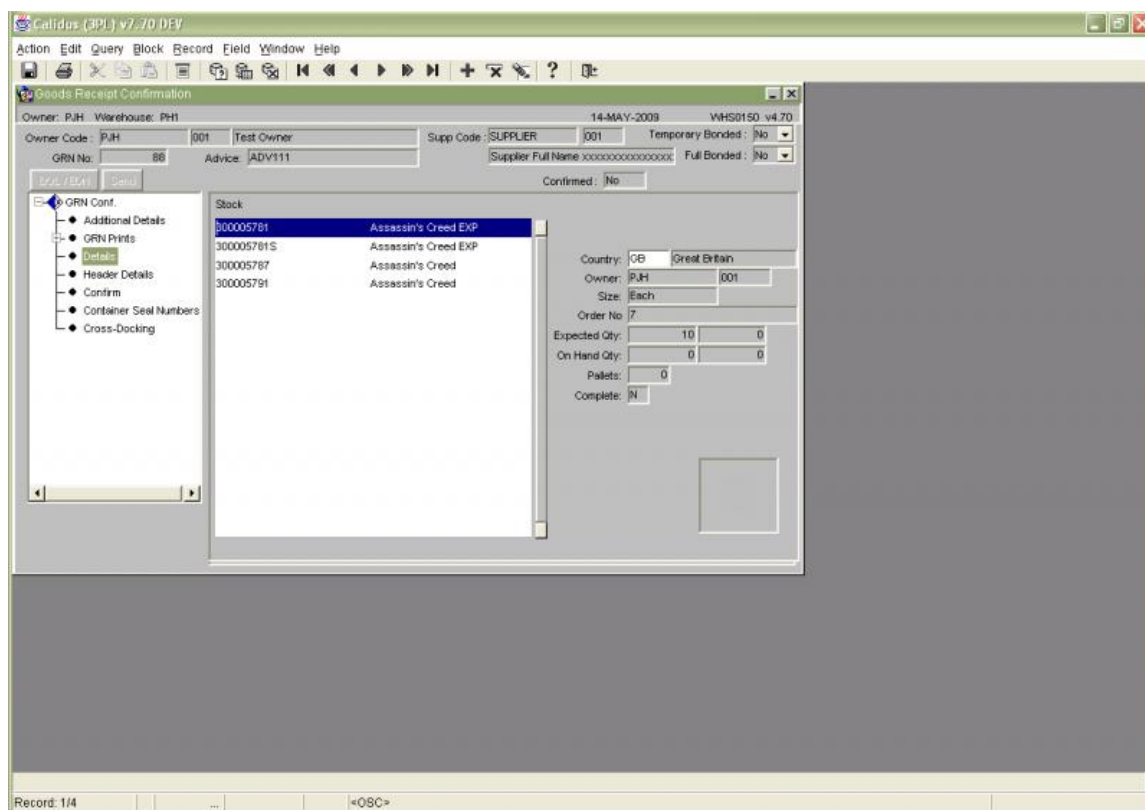 Calidus (3PL) v7.70 DEV
Action Edit Query Block Record Field Window Help
Goods Receipt Confirmation
Owner: PJH Warehouse: PH1 14-MAY-2009 WHS0150 v4.70
Owner Code : PJH 001 Test Owner Supp Code : SUPPLIER 001 Temporary Bonded : No
GRN No: 88 Advice: ADV111 Supplier Full Name xxxxxxxxxxxxxxx Full Bonded : No
Send Confirmed : No
GRN Conf.
Additional Details
GRN Prints
Details
Header Details
Confirm
Container Seal Numbers
Cross-Docking
Stock
300005781 Assassin's Creed EXP
300005781S Assassin's Creed EXP
300005787 Assassin's Creed
300005791 Assassin's Creed
Country: GB Great Britain
Owner: PJH 001
Size: Each
Order No 7
Expected Qty: 10 0
On Hand Qty: 0 0
Pallets: 0
Complete: N
Record: 1/4 ... <OSC>